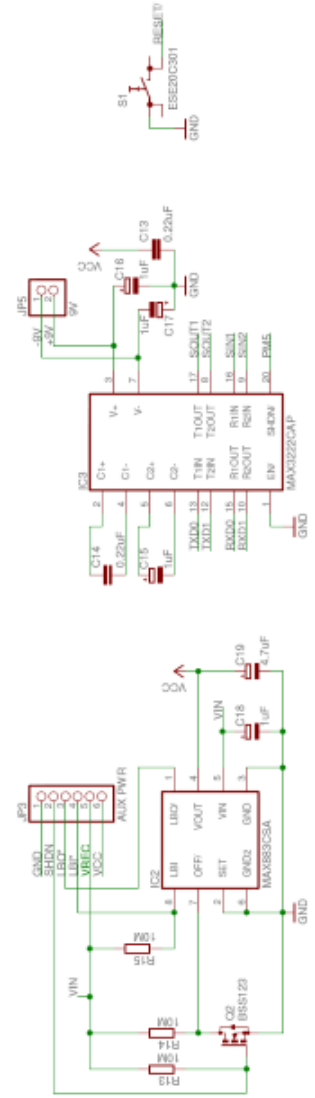 RESET/
S1
ESE20C301
GND
JP5
1
2
9V
-9V
+9V
VCC
C13
0.22uF
C16
1uF
C17
1uF
GND
IC3
MAX3222CAP
C1+
C1-
C2+
C2-
V+
V-
T1IN
T2IN
R1OUT
R2OUT
EN/
T1OUT
T2OUT
R1IN
R2IN
SHDN/
2
4
5
6
13
12
15
10
1
3
7
17
8
16
9
20
TXD0
TXD1
RXD0
RXD1
SOUT1
SOUT2
SIN1
SIN2
C14
0.22uF
C15
1uF
GND
JP3
AUX PWR
1
2
3
4
5
6
GND
SHDN
VREC
VCC
VCC
VIN
C19
4.7uF
C18
1uF
IC2
MAX883CSA
LBI
OFF/
SET
GND2
LBO/
VOUT
VIN
GND
8
7
2
6
1
4
5
3
GND
VIN
R15
10M
R14
10M
R13
10M
Q2
BSS123